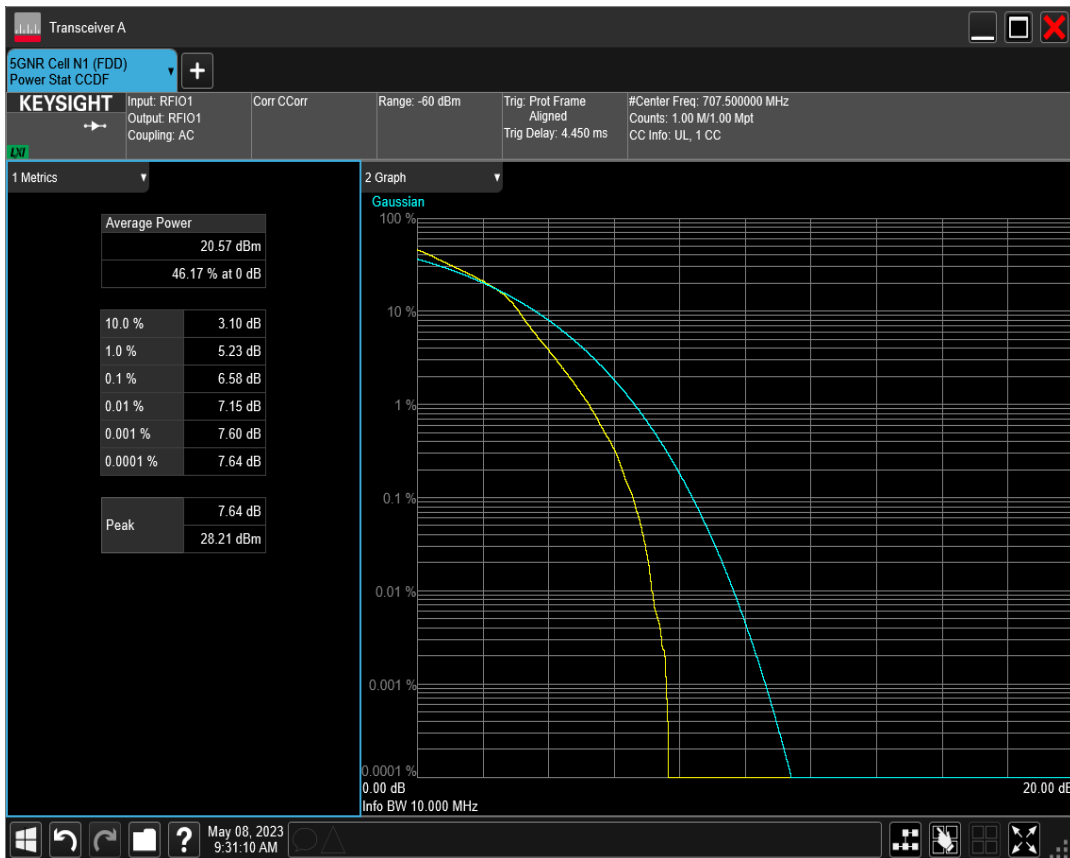 Transceiver A
5GNR Cell N1 (FDD)
Power Stat CCDF
KEYSIGHT
LXI
Input: RFIO1
Output: RFIO1
Coupling: AC
Corr CCorr
Range: -60 dBm
Trig: Prot Frame
Aligned
Trig Delay: 4.450 ms
#Center Freq: 707.500000 MHz
Counts: 1.00 M/1.00 Mpt
CC Info: UL, 1 CC
1 Metrics
Average Power
20.57 dBm
46.17 % at 0 dB
10.0 % 3.10 dB
1.0 % 5.23 dB
0.1 % 6.58 dB
0.01 % 7.15 dB
0.001 % 7.60 dB
0.0001 % 7.64 dB
Peak 7.64 dB
28.21 dBm
2 Graph
Gaussian
100 %
10 %
1 %
0.1 %
0.01 %
0.001 %
0.0001 %
0.00 dB 20.00 dB
Info BW 10.000 MHz
May 08, 2023
9:31:10 AM